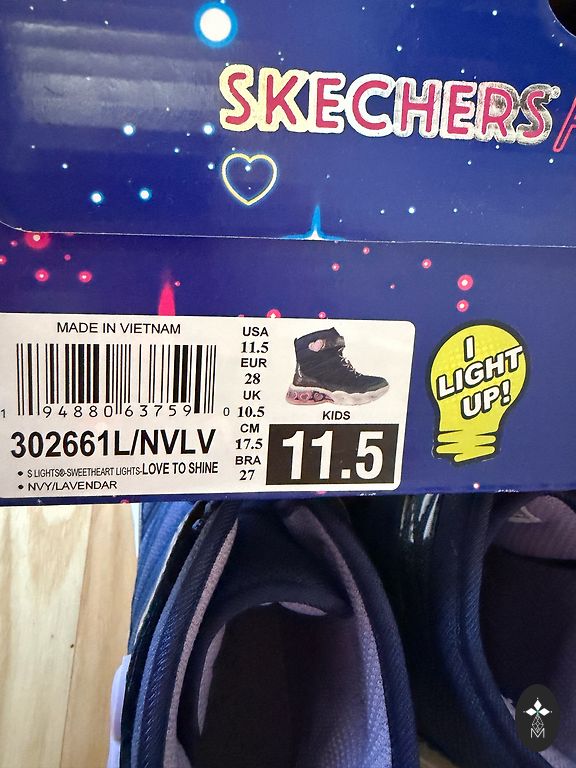 SKECHERS
MADE IN VIETNAM
1 94880 63759 0
302661L/NVLV
• S LIGHTS®-SWEETHEART LIGHTS-LOVE TO SHINE
• NVY/LAVENDAR
USA
11.5
EUR
28
UK
10.5
CM
17.5
BRA
27
KIDS
11.5
I
LIGHT
UP!
M